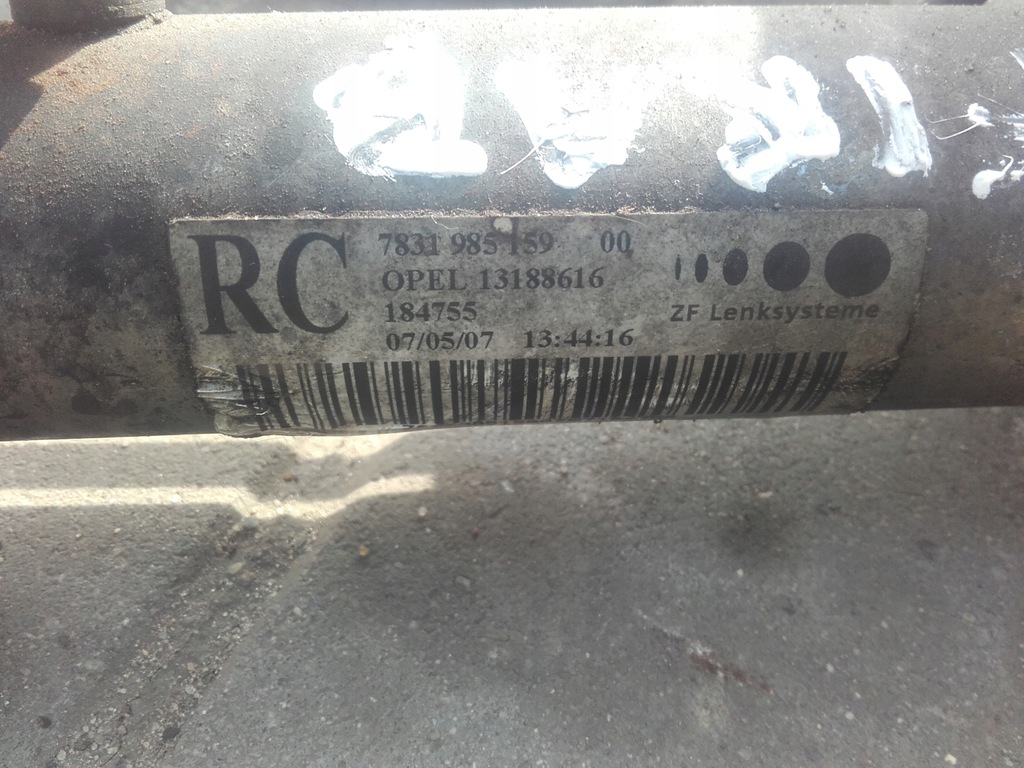 RC
7831 985 159 00
OPEL 13188616
184755
07/05/07 13:44:16
ZF Lenksysteme